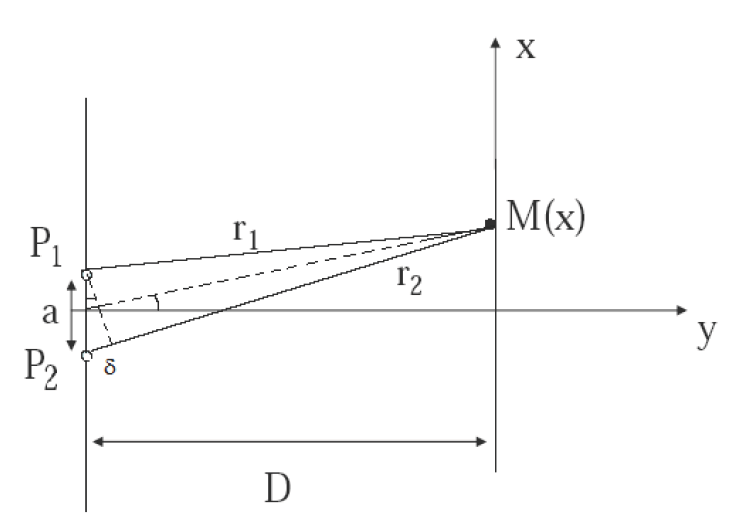 x
M(x)
r₁
P₁
r₂
a
y
P₂
δ
D